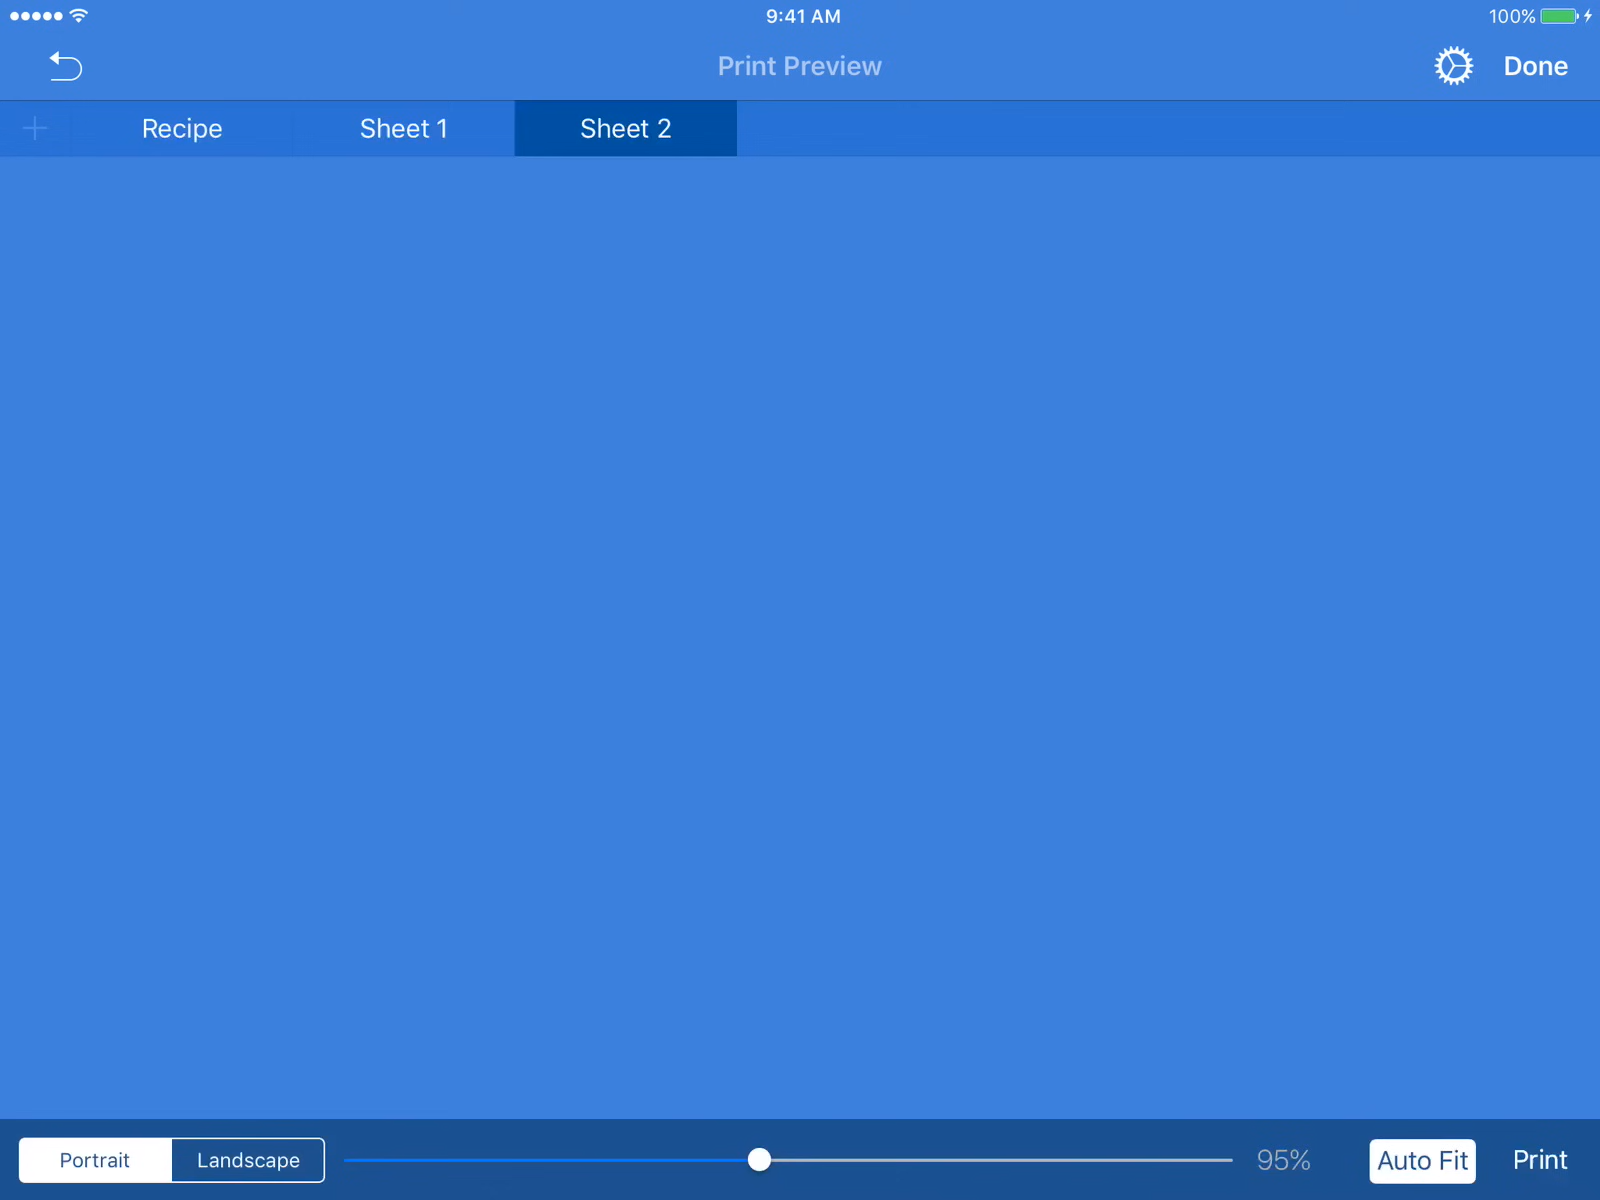 9:41 AM
100%
Print Preview
Done
Recipe
Sheet 1
Sheet 2
Portrait
Landscape
95%
Auto Fit
Print